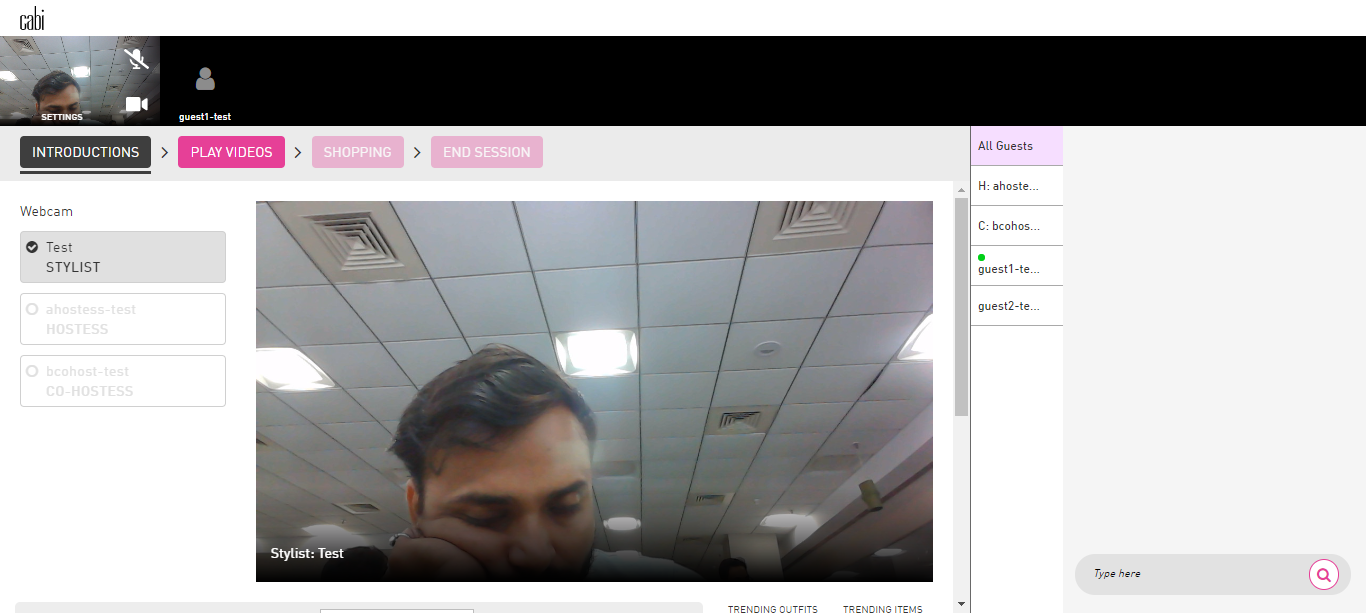 cabi
SETTINGS
guest1-test
INTRODUCTIONS
PLAY VIDEOS
SHOPPING
END SESSION
Webcam
Test
STYLIST
ahostess-test
HOSTESS
bcohost-test
CO-HOSTESS
Stylist: Test
TRENDING OUTFITS
TRENDING ITEMS
All Guests
H: ahoste...
C: bcohos...
guest1-te...
guest2-te...
Type here